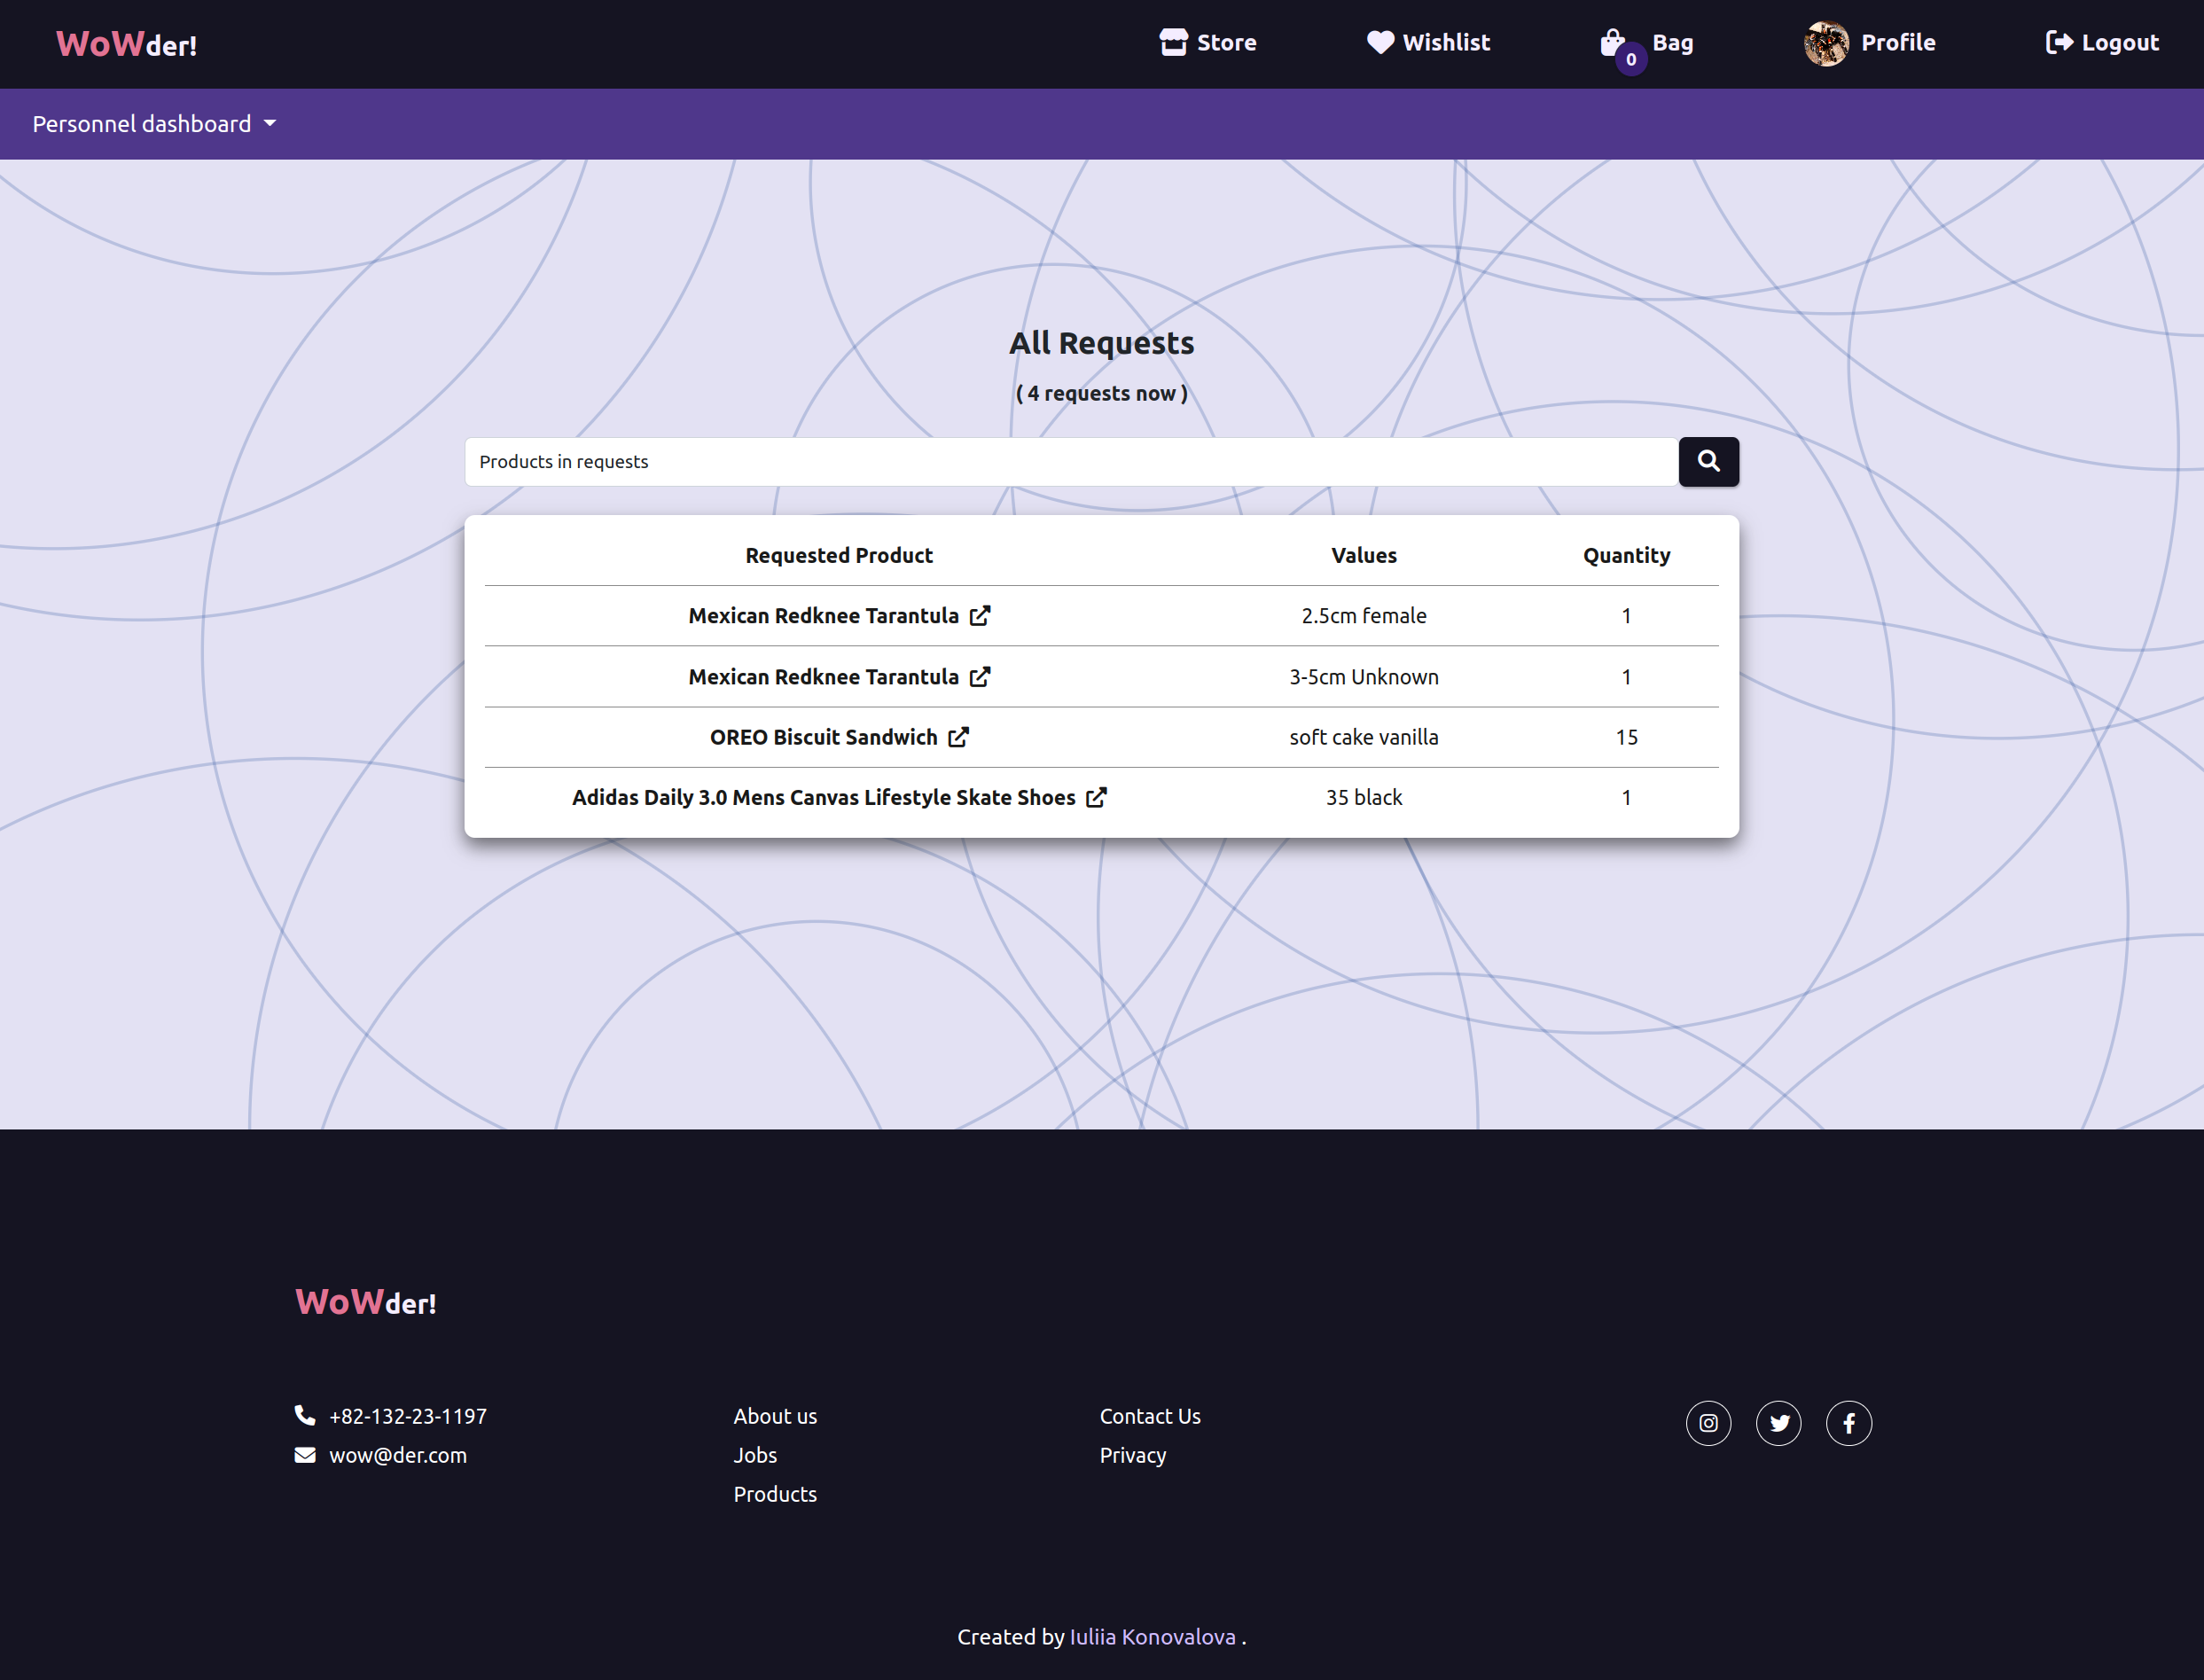 WoWder!
Store Wishlist 0 Bag Profile Logout
Personnel dashboard
All Requests
( 4 requests now )
Products in requests
Requested Product Values Quantity
Mexican Redknee Tarantula 2.5cm female 1
Mexican Redknee Tarantula 3-5cm Unknown 1
OREO Biscuit Sandwich soft cake vanilla 15
Adidas Daily 3.0 Mens Canvas Lifestyle Skate Shoes 35 black 1
WoWder!
+82-132-23-1197 About us Contact Us
wow@der.com Jobs Privacy
Products
Created by Iuliia Konovalova .